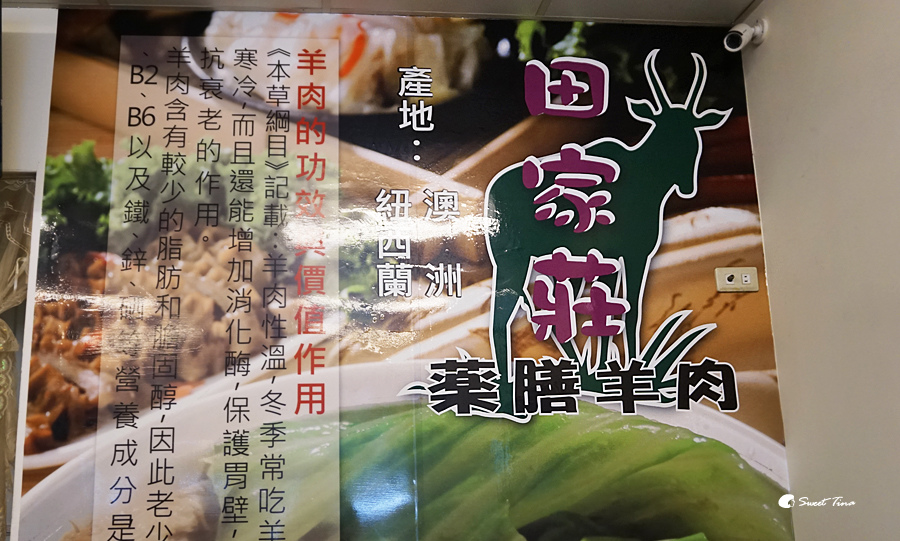 田家莊
藥膳羊肉
產地：
澳洲
紐西蘭
羊肉的功效與價值作用
《本草綱目》記載：羊肉性溫，冬季常吃羊
寒冷，而且還能增加消化酶，保護胃壁，
抗衰老的作用。
羊肉含有較少的脂肪和膽固醇，因此老少
、B2、B6以及鐵、鋅、硒等營養成分是
Sweet Tina